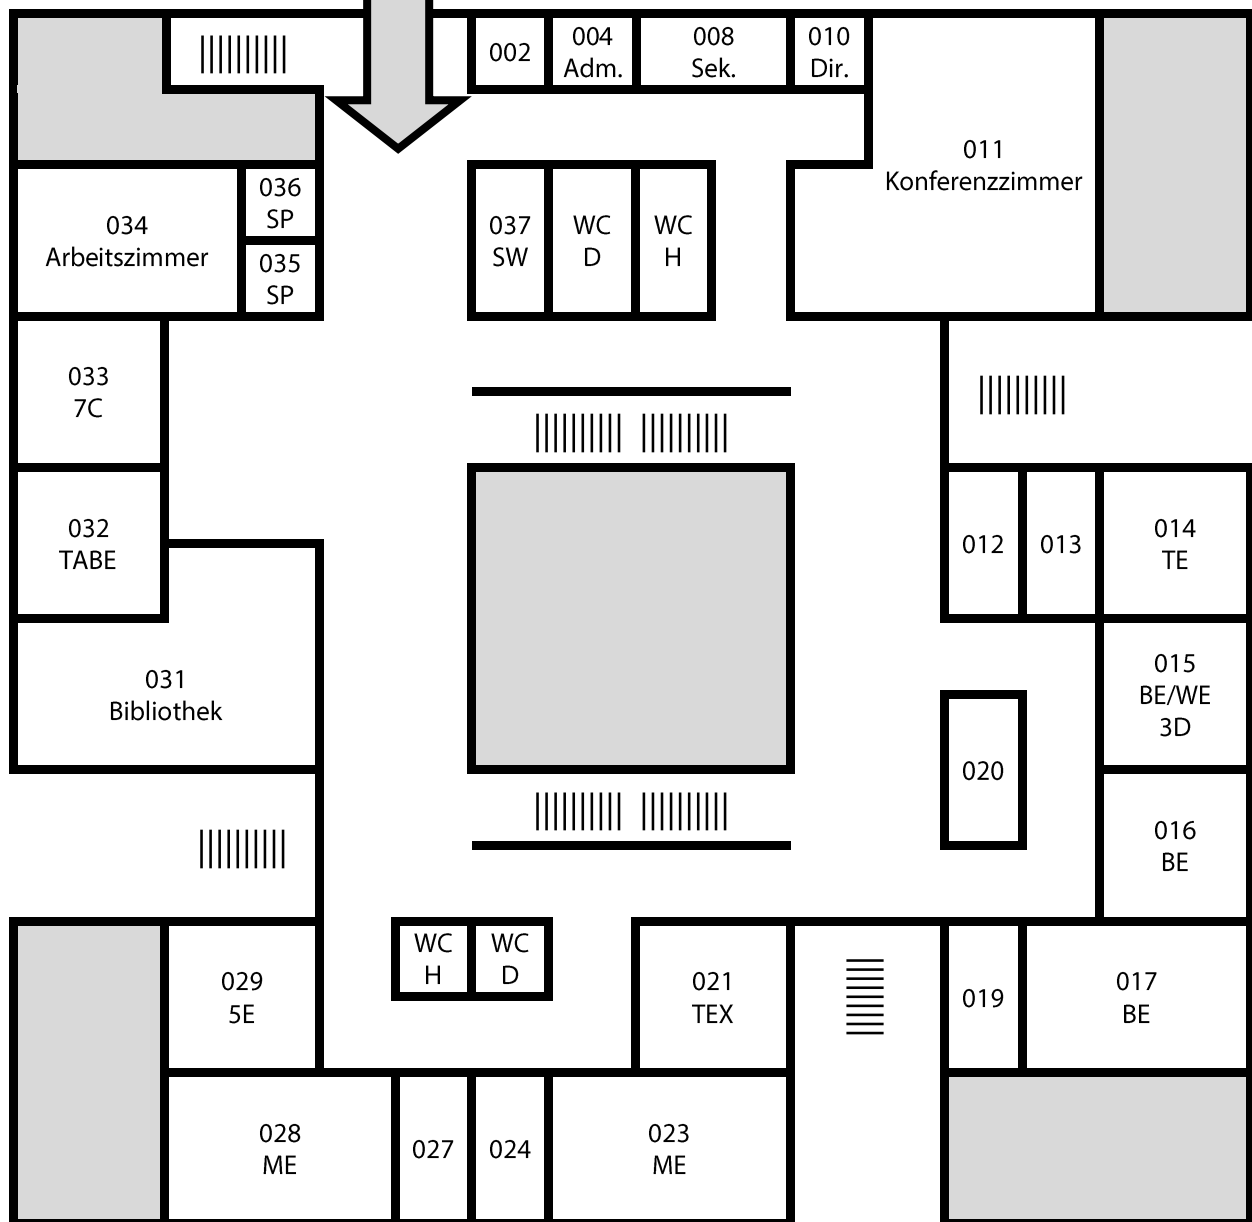 002
004
Adm.
008
Sek.
010
Dir.
011
Konferenzzimmer
036
SP
034
Arbeitszimmer
035
SP
037
SW
WC
D
WC
H
033
7C
032
TABE
012
013
014
TE
031
Bibliothek
015
BE/WE
3D
020
016
BE
029
5E
WC
H
WC
D
021
TEX
019
017
BE
028
ME
027
024
023
ME